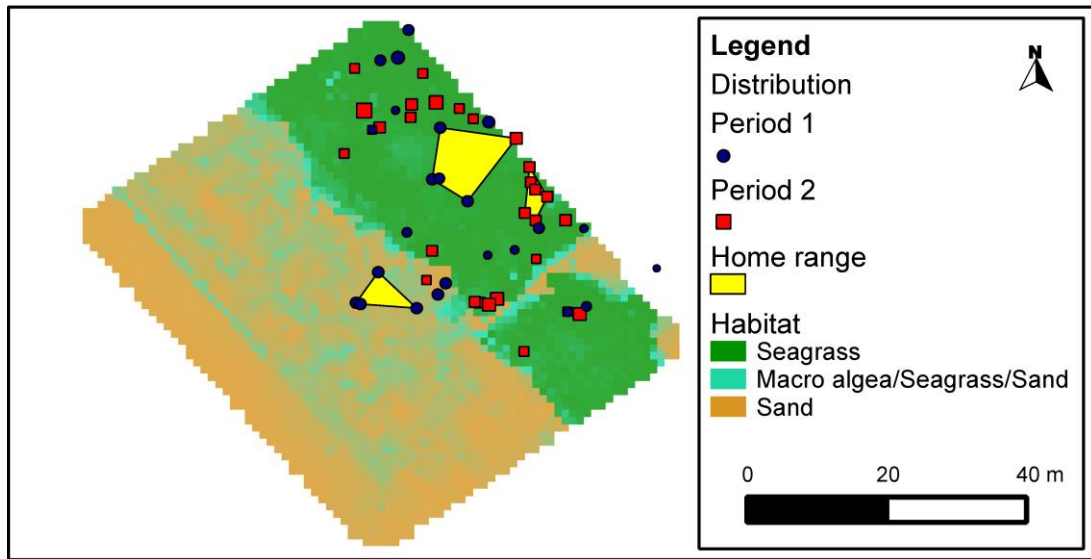 Legend
N
Distribution
Period 1
Period 2
Home range
Habitat
Seagrass
Macro algea/Seagrass/Sand
Sand
0 20 40 m